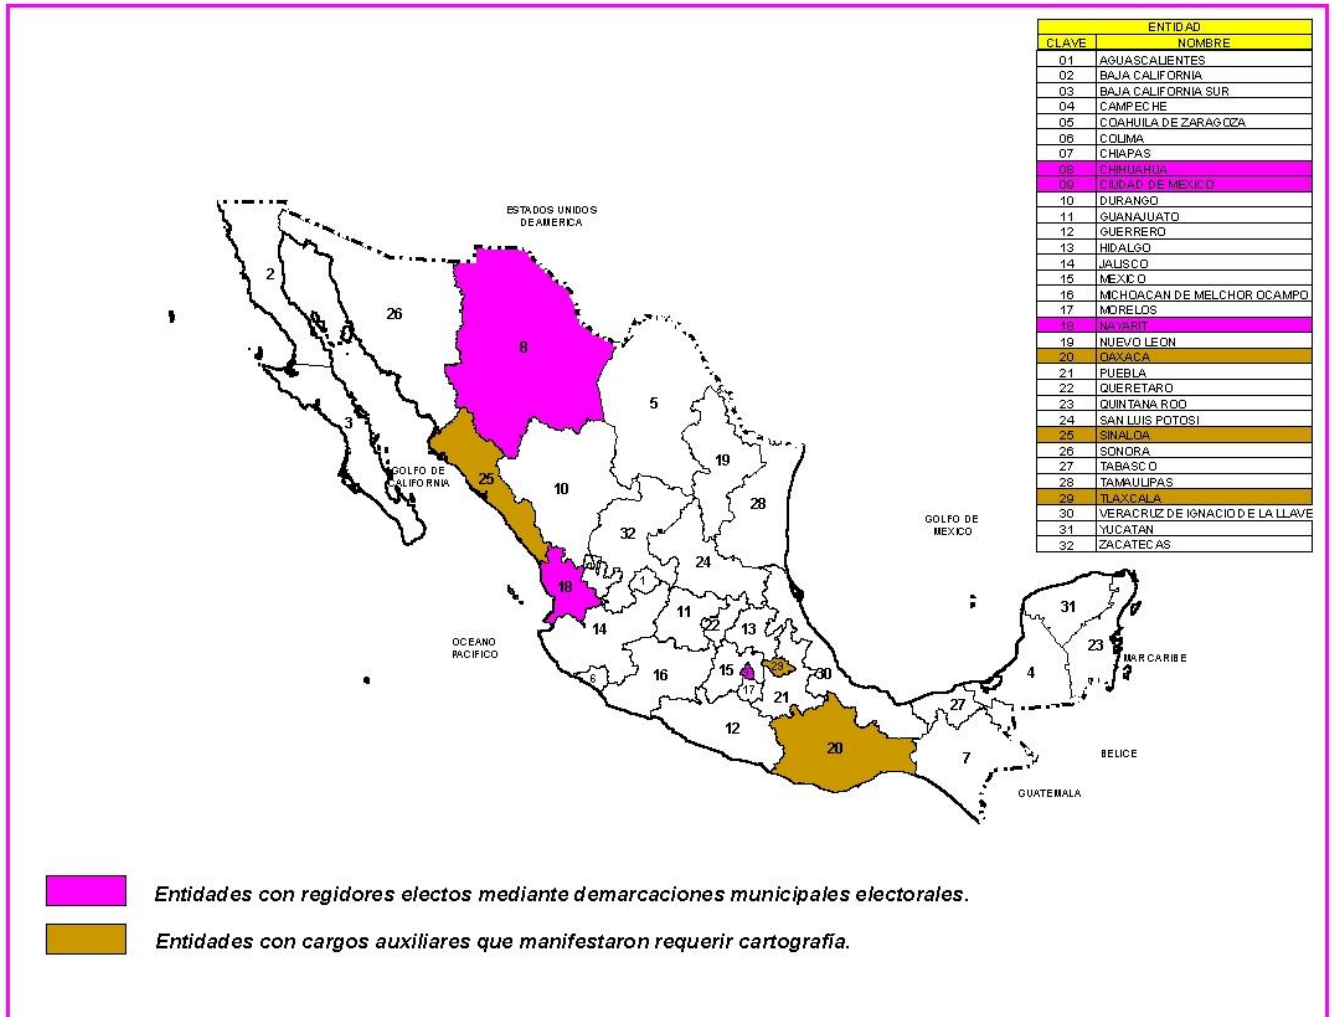 ENTIDAD
CLAVE NOMBRE
01 AGUASCALIENTES
02 BAJA CALIFORNIA
03 BAJA CALIFORNIA SUR
04 CAMPECHE
05 COAHUILA DE ZARAGOZA
06 COLIMA
07 CHIAPAS
08 CHIHUAHUA
09 CIUDAD DE MEXICO
10 DURANGO
11 GUANAJUATO
12 GUERRERO
13 HIDALGO
14 JALISCO
15 MEXICO
16 MICHOACAN DE MELCHOR OCAMPO
17 MORELOS
18 NAYARIT
19 NUEVO LEON
20 OAXACA
21 PUEBLA
22 QUERETARO
23 QUINTANA ROO
24 SAN LUIS POTOSI
25 SINALOA
26 SONORA
27 TABASCO
28 TAMAULIPAS
29 TLAXCALA
30 VERACRUZ DE IGNACIO DE LA LLAVE
31 YUCATAN
32 ZACATECAS
ESTADOS UNIDOS
DE AMERICA
2
26
8
3
5
GOLFO DE
CALIFORNIA
25
19
10
28
GOLFO DE
MEXICO
32
24
18
1
14
11
22
13
31
23
OCEANO
PACIFICO
MAR CARIBE
6
16
15
9
29
30
4
17
21
27
12
20
7
BELICE
GUATEMALA
Entidades con regidores electos mediante demarcaciones municipales electorales.
Entidades con cargos auxiliares que manifestaron requerir cartografía.